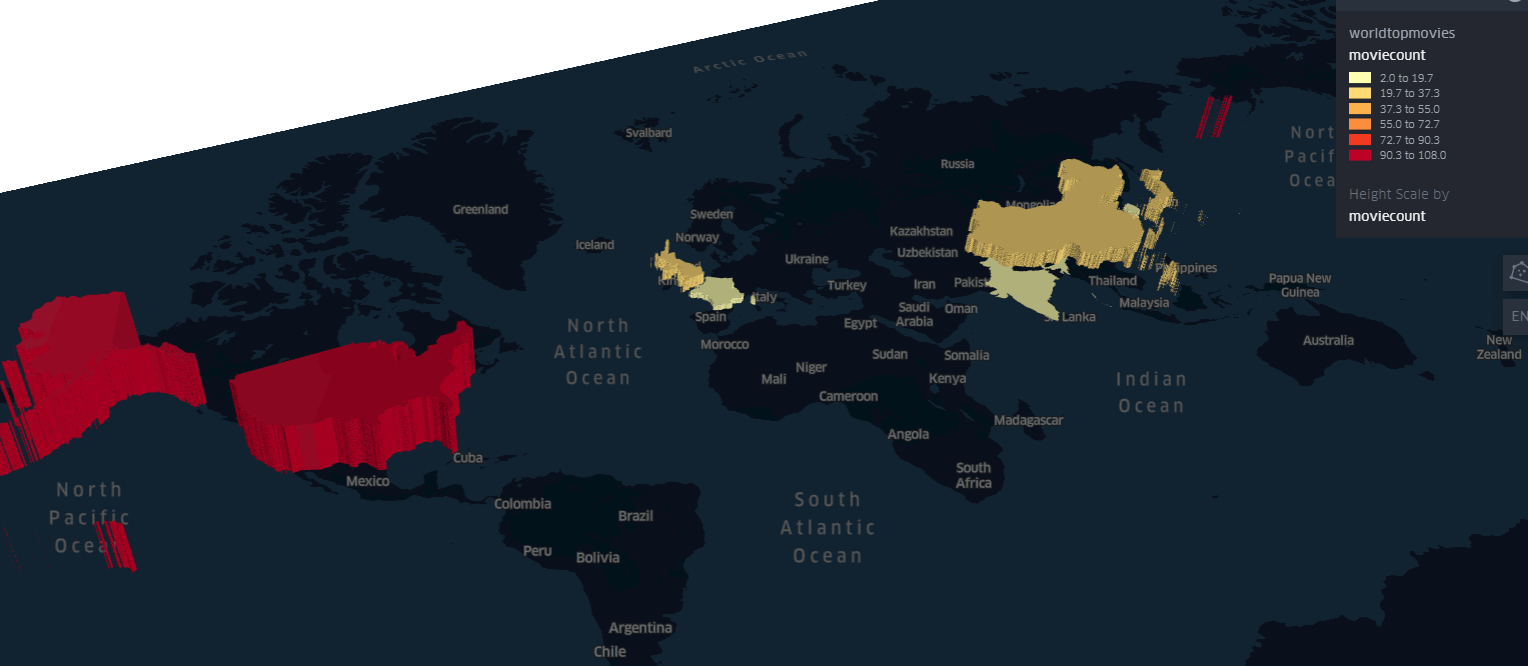 worldtopmovies
moviecount
2.0 to 19.7
19.7 to 37.3
37.3 to 55.0
55.0 to 72.7
72.7 to 90.3
90.3 to 108.0
Height Scale by
moviecount
EN
Arctic Ocean
Svalbard
Russia
Greenland
Sweden
Norway
Iceland
Mongolia
Kazakhstan
Uzbekistan
Ukraine
Turkey
Iran
Pakist
Italy
Spain
Thailand
Philippines
Malaysia
Papua New
Guinea
Saudi
Arabia
Oman
Lanka
Egypt
Morocco
Australia
New
Zealand
Nort
Pacif
Ocea
North
Atlantic
Ocean
Sudan
Somalia
Niger
Mali
Kenya
Cameroon
Indian
Ocean
Madagascar
Angola
South
Africa
Cuba
Mexico
North
Pacific
Ocean
Colombia
Brazil
Peru
Bolivia
South
Atlantic
Ocean
Argentina
Chile